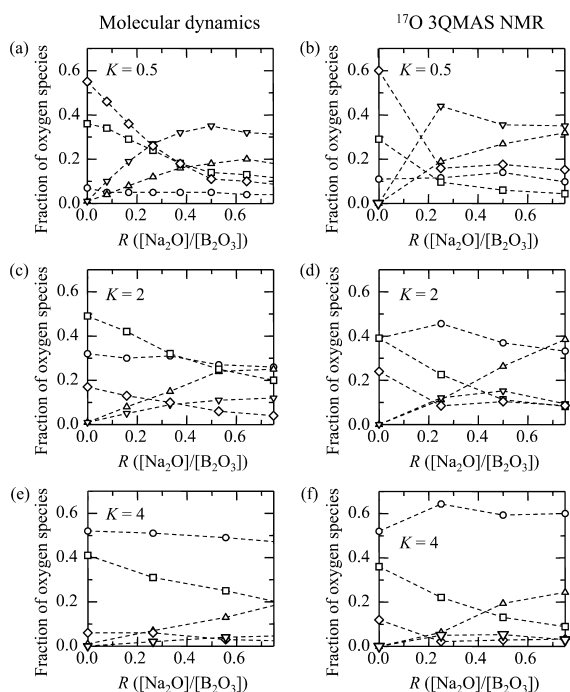 Molecular dynamics
¹⁷O 3QMAS NMR
(a)
K = 0.5
Fraction of oxygen species
0.6
0.4
0.2
0.0
0.0 0.2 0.4 0.6
R ([Na₂O]/[B₂O₃])
(b)
K = 0.5
Fraction of oxygen species
0.6
0.4
0.2
0.0
0.0 0.2 0.4 0.6
R ([Na₂O]/[B₂O₃])
(c)
K = 2
Fraction of oxygen species
0.6
0.4
0.2
0.0
0.0 0.2 0.4 0.6
R ([Na₂O]/[B₂O₃])
(d)
K = 2
Fraction of oxygen species
0.6
0.4
0.2
0.0
0.0 0.2 0.4 0.6
R ([Na₂O]/[B₂O₃])
(e)
K = 4
Fraction of oxygen species
0.6
0.4
0.2
0.0
0.0 0.2 0.4 0.6
R ([Na₂O]/[B₂O₃])
(f)
K = 4
Fraction of oxygen species
0.6
0.4
0.2
0.0
0.0 0.2 0.4 0.6
R ([Na₂O]/[B₂O₃])